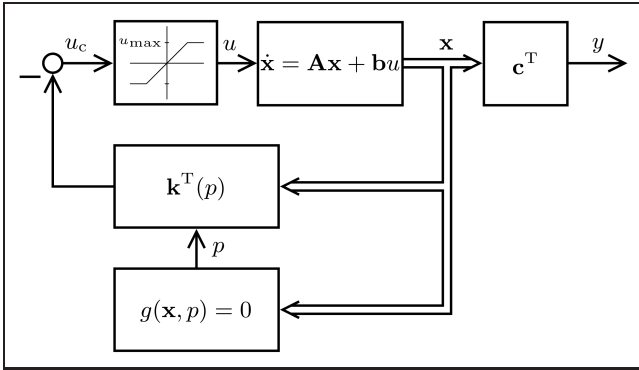 u_c
u_max
u
ẋ = Ax + bu
x
c^T
y
−
k^T(p)
p
g(x, p) = 0